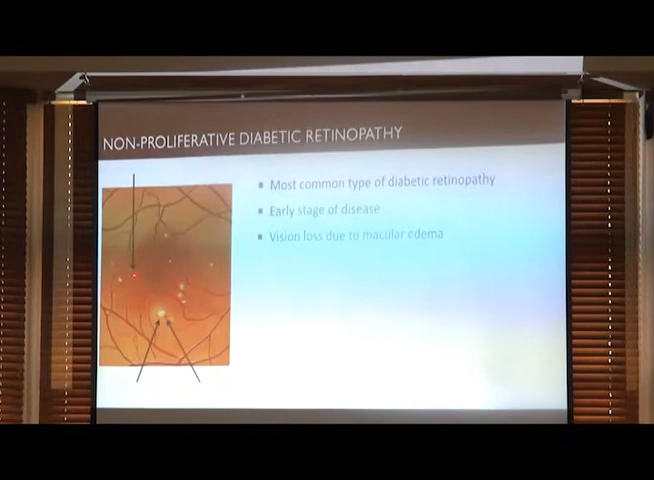 NON-PROLIFERATIVE DIABETIC RETINOPATHY
▪ Most common type of diabetic retinopathy
▪ Early stage of disease
▪ Vision loss due to macular edema